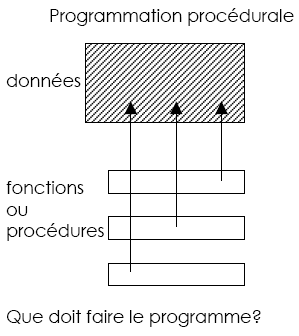 Programmation procédurale
données
fonctions
ou
procédures
Que doit faire le programme?